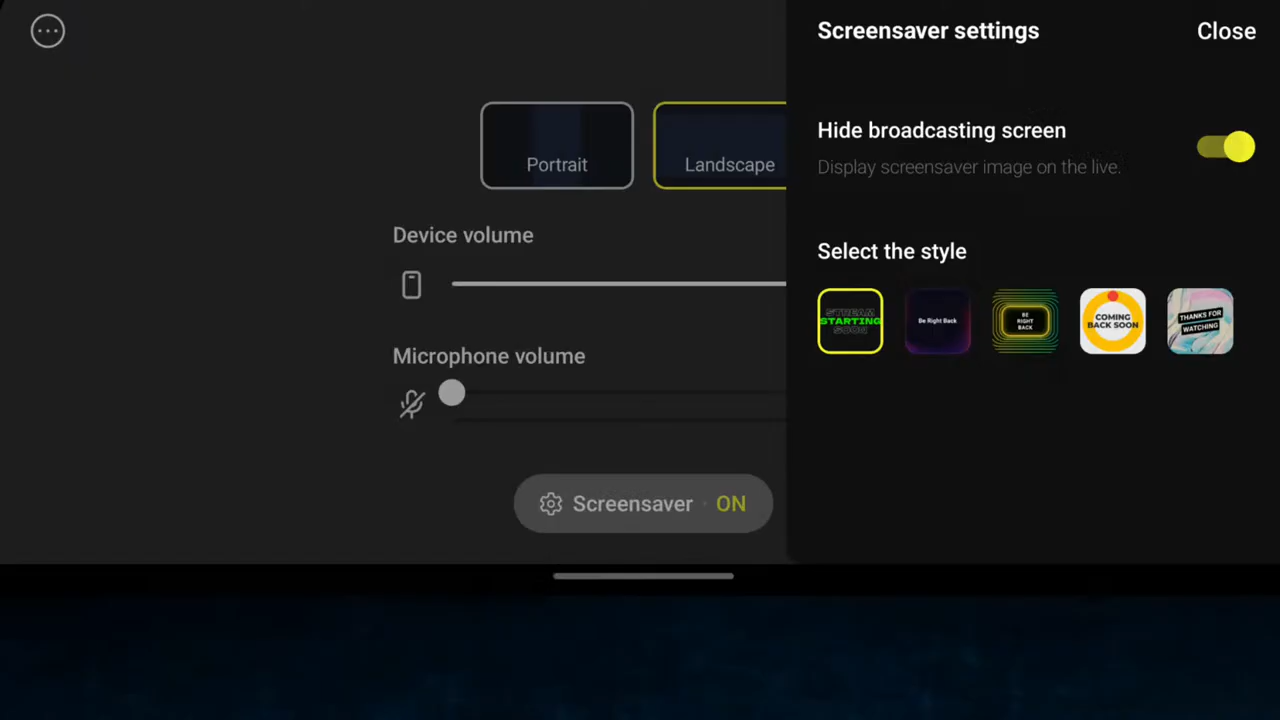 Screensaver settings
Close
Portrait
Landscape
Hide broadcasting screen
Display screensaver image on the live.
Device volume
Select the style
STREAM
STARTING
SOON
Be Right Back
BE
RIGHT
BACK
COMING
BACK SOON
THANKS FOR
WATCHING
Microphone volume
Screensaver · ON